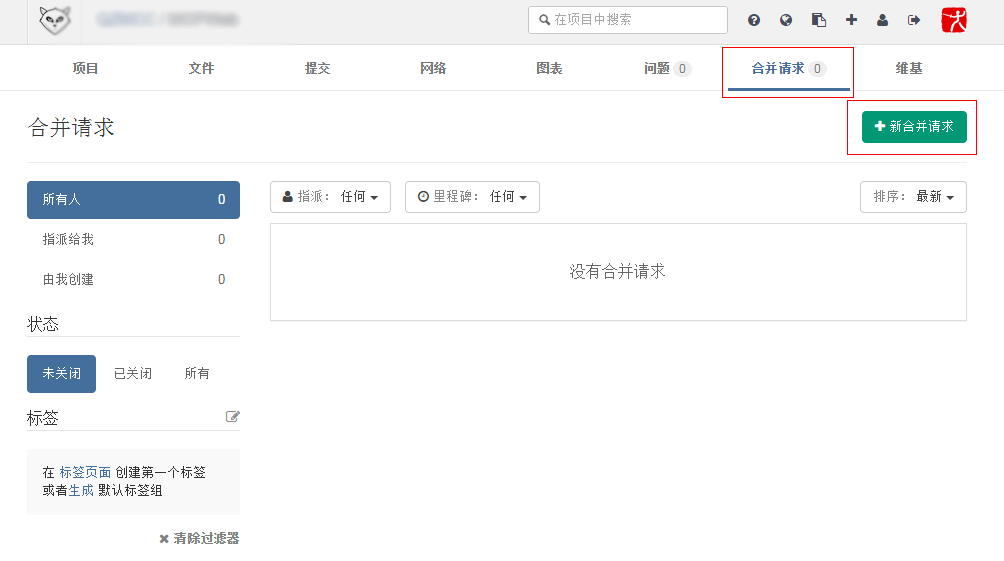 在项目中搜索
项目 文件 提交 网络 图表 问题 0 合并请求 0 维基
合并请求 新合并请求
所有人 0 指派: 任何 里程碑: 任何 排序: 最新
指派给我 0
由我创建 0
没有合并请求
状态
未关闭 已关闭 所有
标签
在 标签页面 创建第一个标签
或者生成 默认标签组
清除过滤器